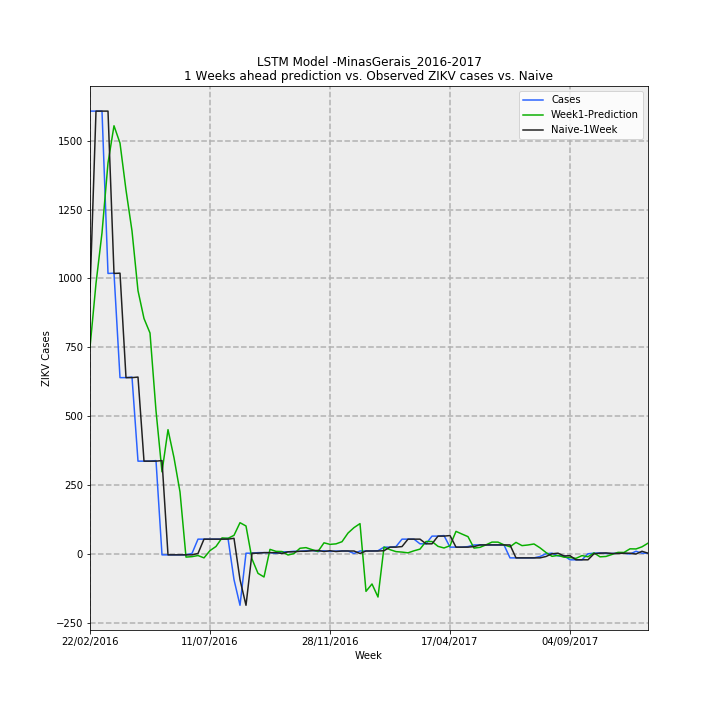 LSTM Model -MinasGerais_2016-2017
1 Weeks ahead prediction vs. Observed ZIKV cases vs. Naive
Cases
Week1-Prediction
Naive-1Week
1500
1250
1000
750
500
250
0
−250
ZIKV Cases
22/02/2016
11/07/2016
28/11/2016
17/04/2017
04/09/2017
Week